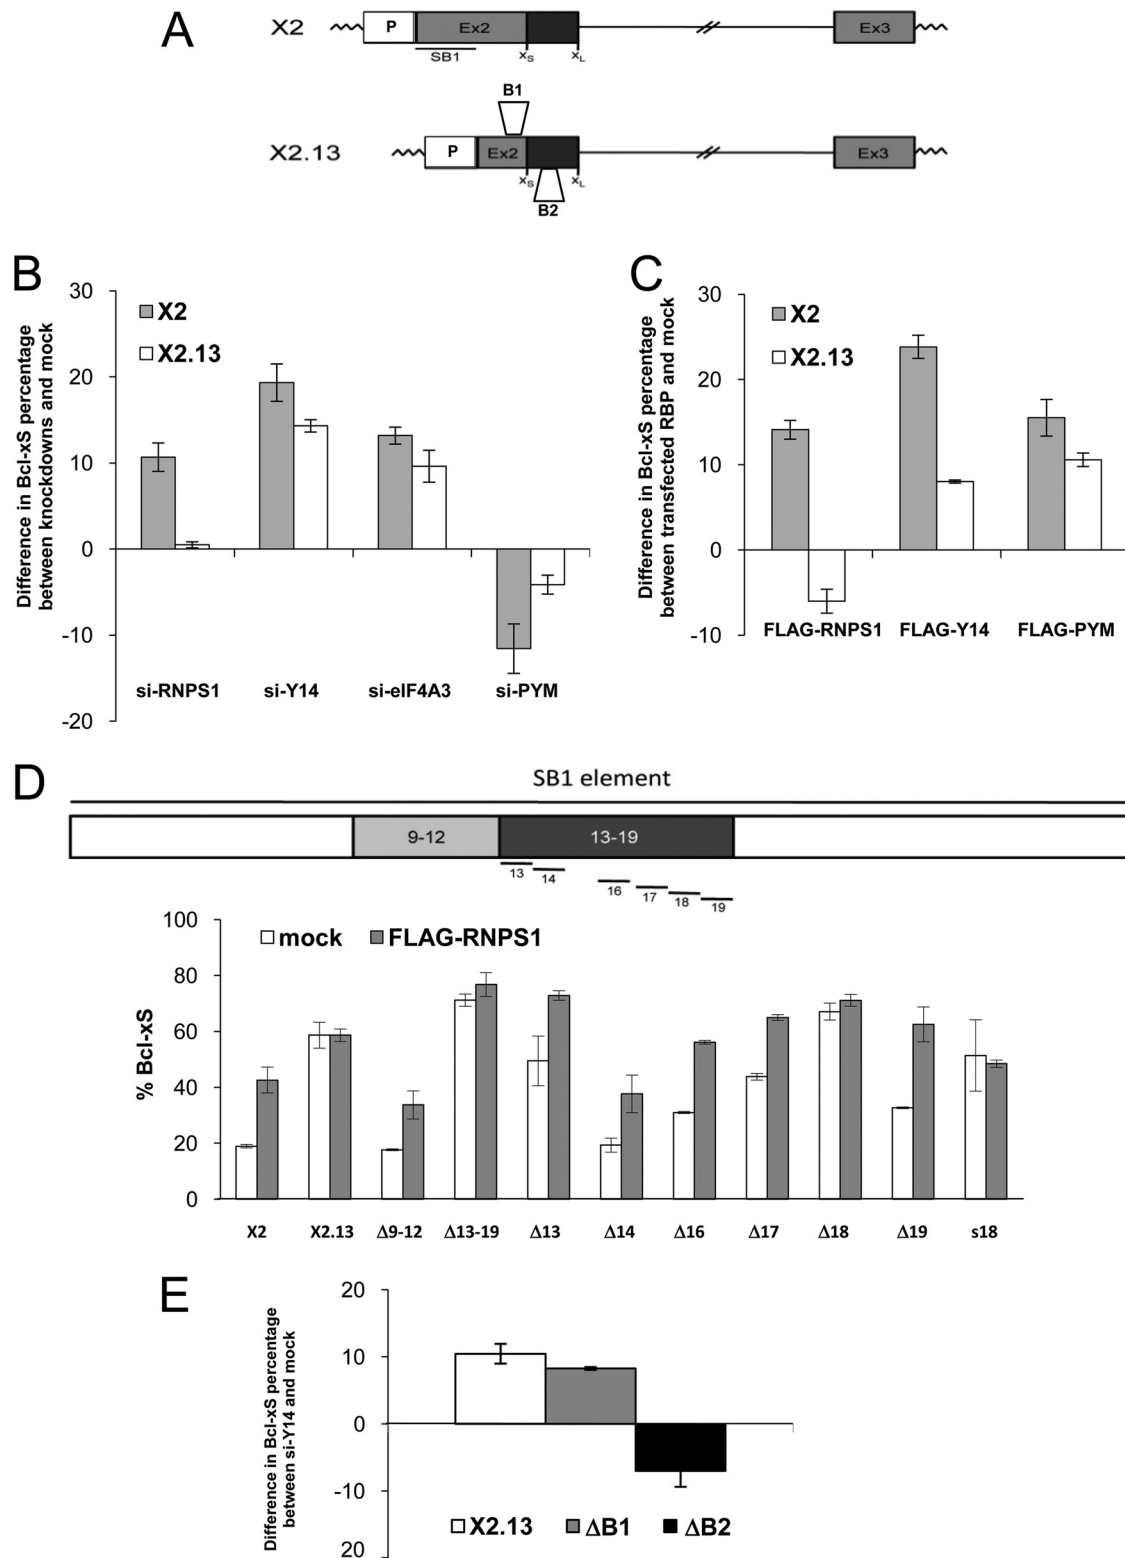 A
X2
P
Ex2
Ex3
SB1
xS
xL
B1
X2.13
P
Ex2
Ex3
xS
xL
B2
B
Difference in Bcl-xS percentage
between knockdowns and mock
30
20
10
0
-10
-20
X2
X2.13
si-RNPS1
si-Y14
si-eIF4A3
si-PYM
C
Difference in Bcl-xS percentage
between transfected RBP and mock
30
20
10
0
-10
X2
X2.13
FLAG-RNPS1
FLAG-Y14
FLAG-PYM
D
SB1 element
9-12
13-19
13
14
16
17
18
19
% Bcl-xS
100
80
60
40
20
0
mock
FLAG-RNPS1
X2
X2.13
Δ9-12
Δ13-19
Δ13
Δ14
Δ16
Δ17
Δ18
Δ19
s18
E
Difference in Bcl-xS percentage
between si-Y14 and mock
20
10
0
-10
20
X2.13
ΔB1
ΔB2